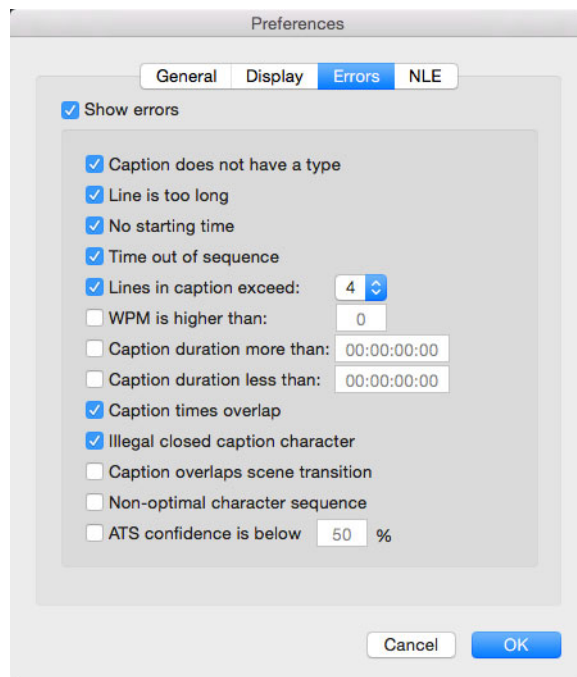 Preferences
General Display Errors NLE
Show errors
Caption does not have a type
Line is too long
No starting time
Time out of sequence
Lines in caption exceed: 4
WPM is higher than: 0
Caption duration more than: 00:00:00:00
Caption duration less than: 00:00:00:00
Caption times overlap
Illegal closed caption character
Caption overlaps scene transition
Non-optimal character sequence
ATS confidence is below 50 %
Cancel OK